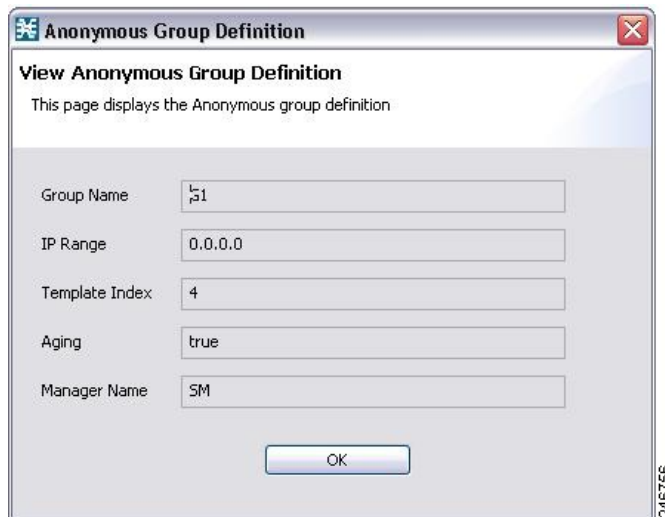 Anonymous Group Definition
View Anonymous Group Definition
This page displays the Anonymous group definition
Group Name
IP Range 0.0.0.0
Template Index 4
Aging true
Manager Name SM
OK